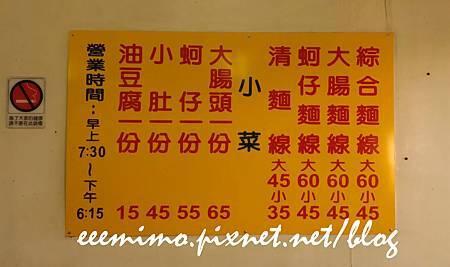 綜合麵線 大60 小45
大腸麵線 大60 小45
蚵仔麵線 大60 小45
清麵線 大45 小35
小菜
大腸頭一份 65
蚵仔一份 55
小肚一份 45
油豆腐一份 15
營業時間：早上7:30～下午6:15
eeemimo.pixnet.net/blog